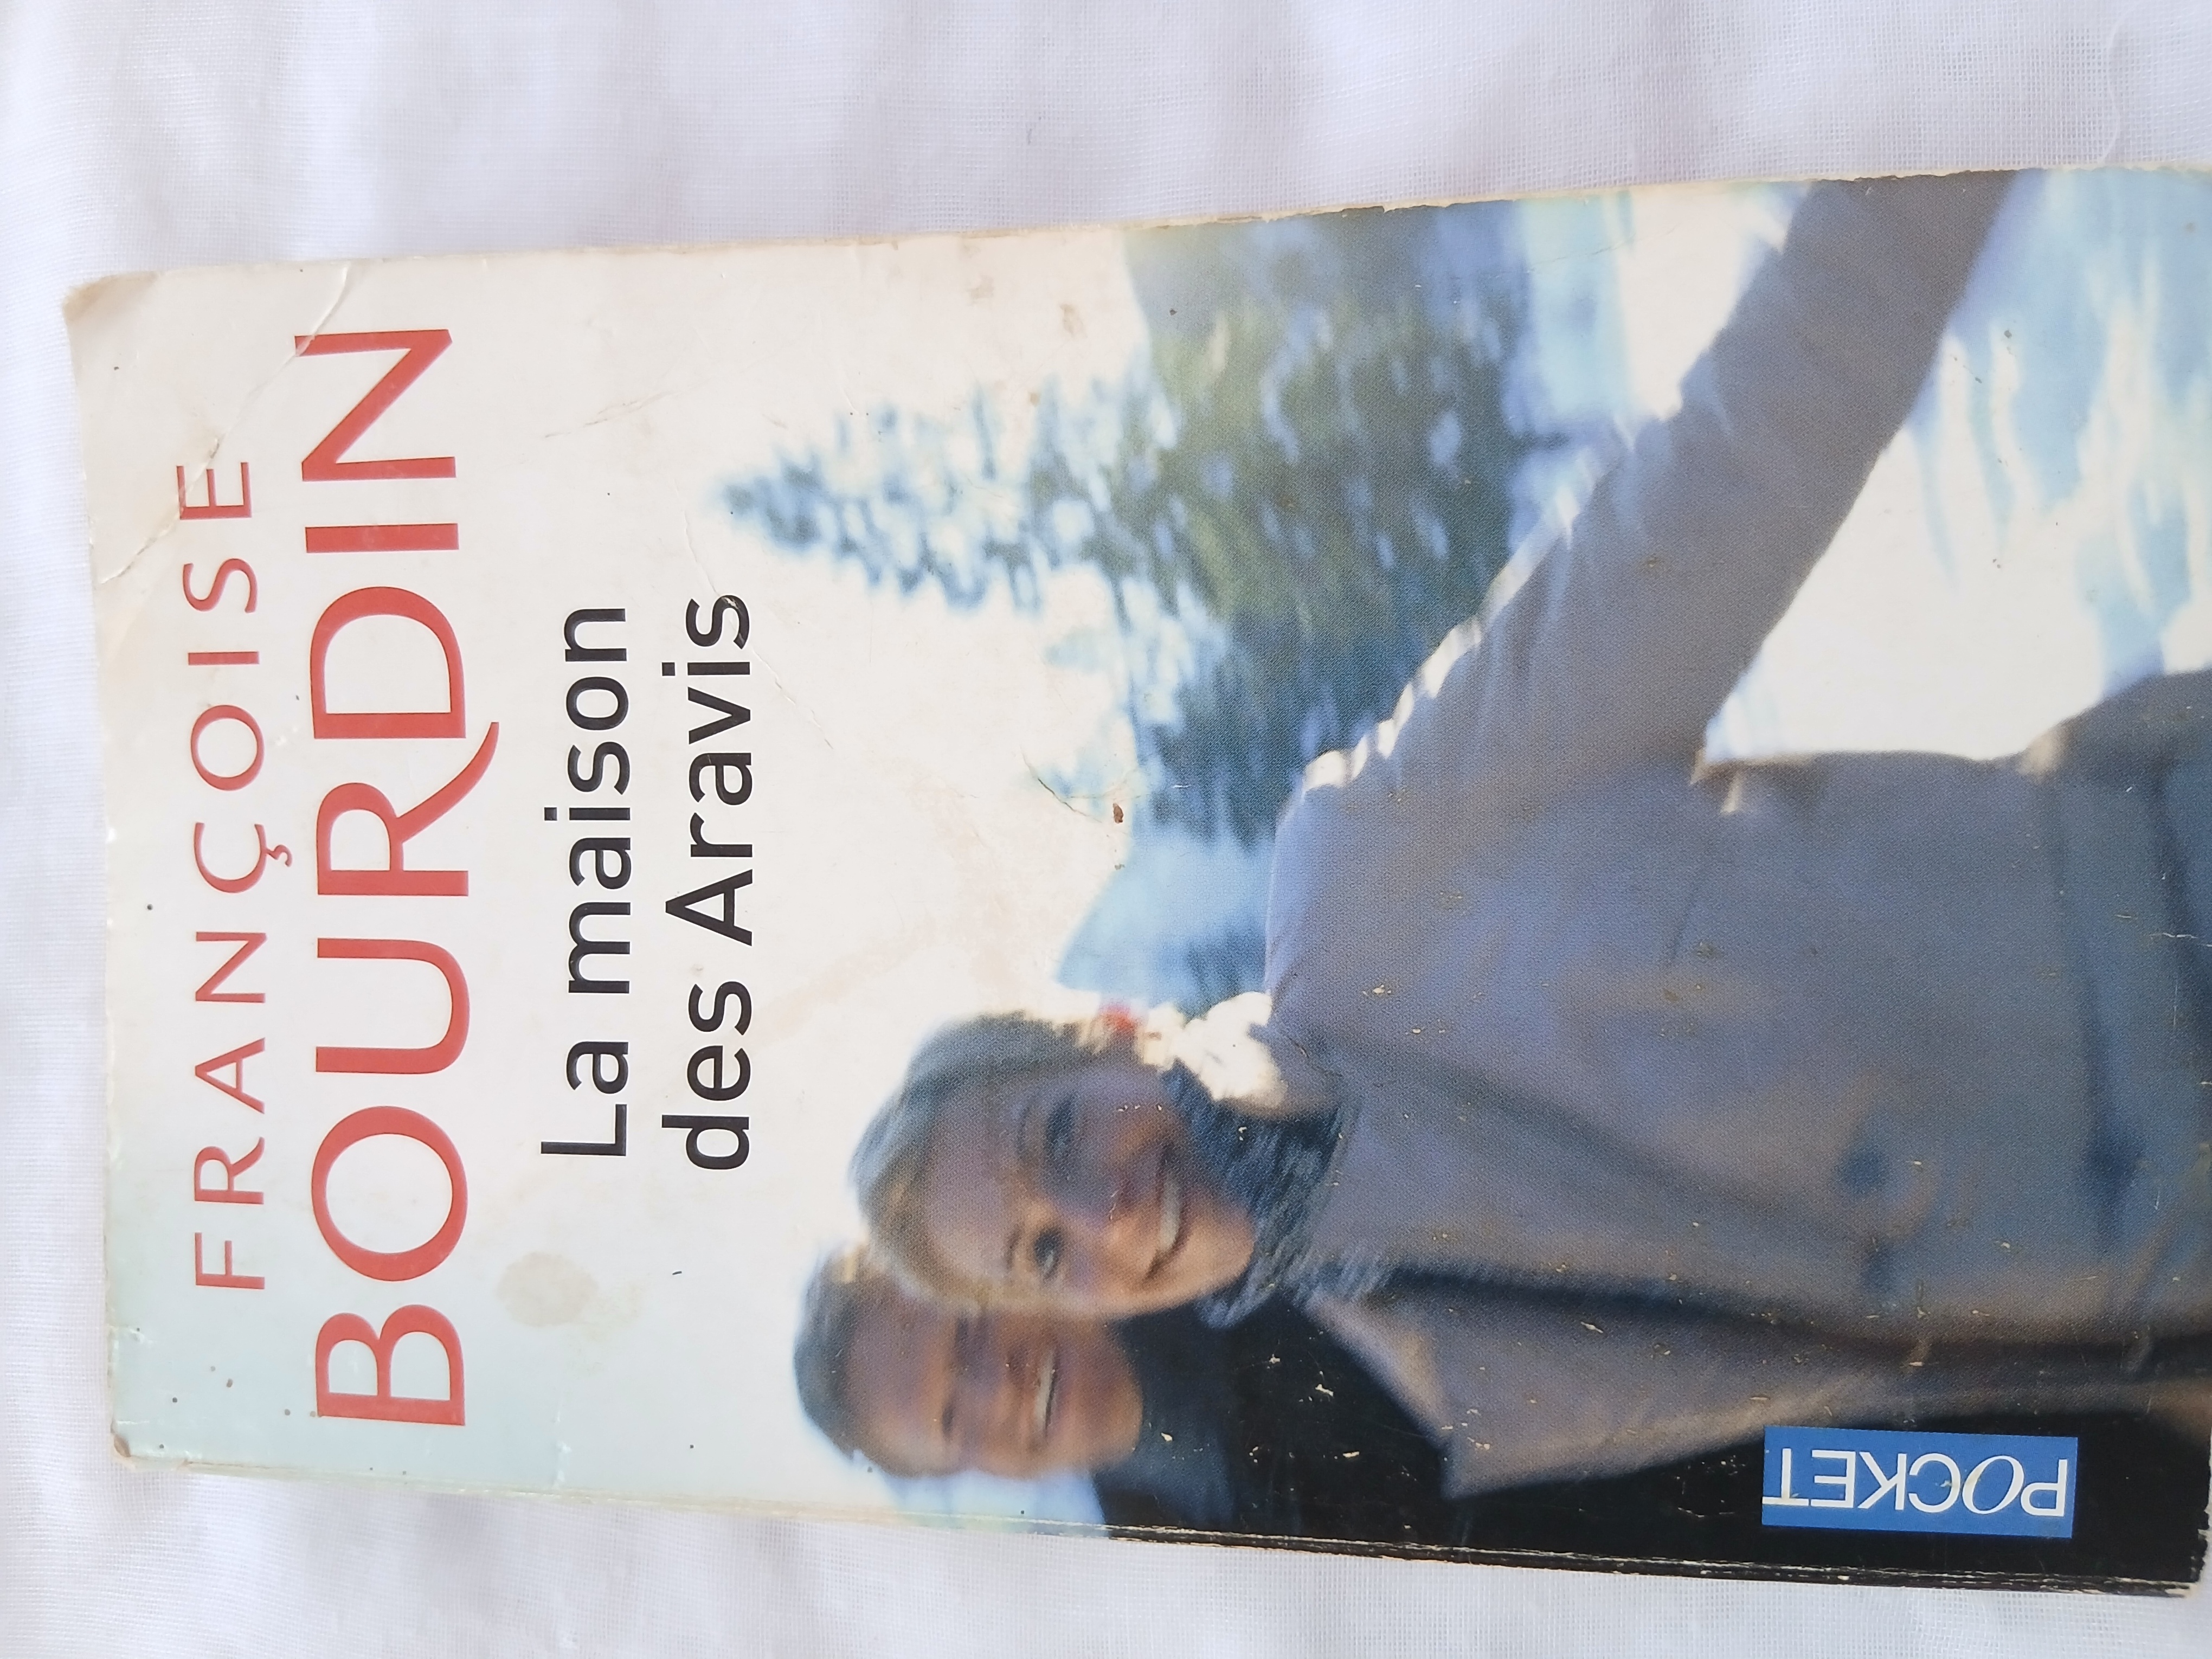 FRANÇOISE
BOURDIN
La maison
des Aravis
POCKET